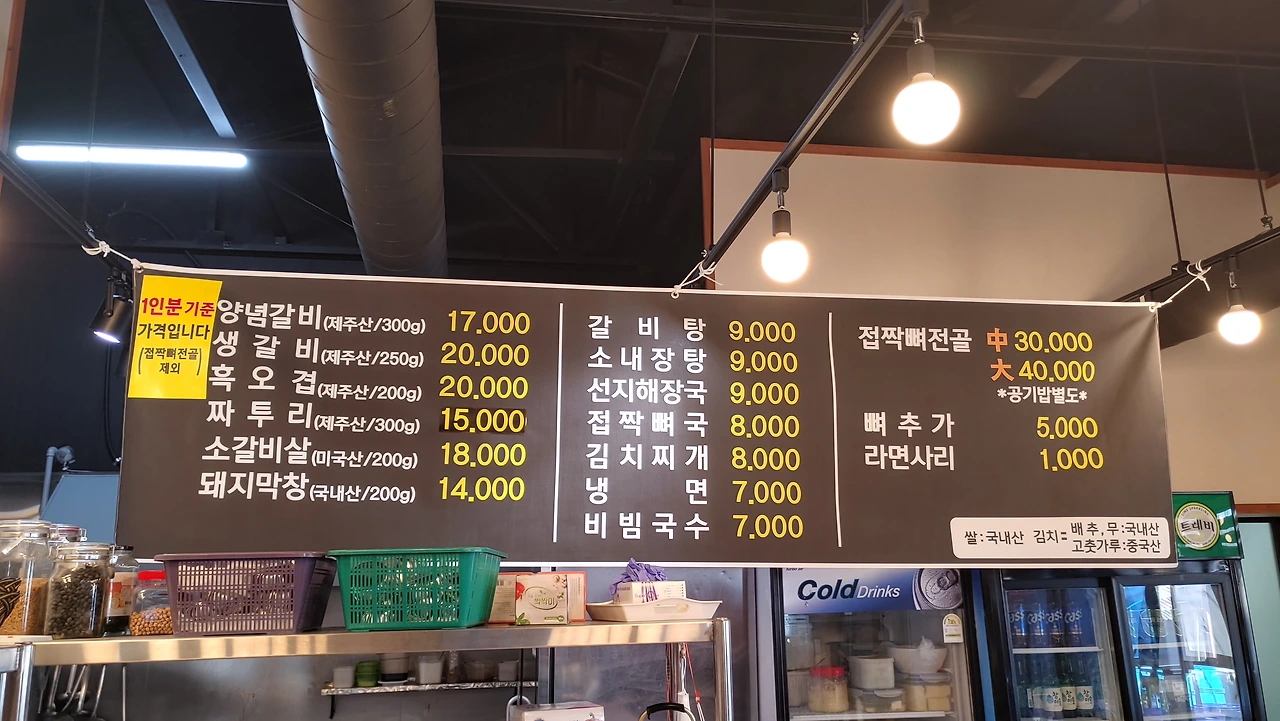 1인분 기준
가격입니다
(접짝뼈전골)
제외
양념갈비(제주산/300g) 17.000
생갈비(제주산/250g) 20.000
흑오겹(제주산/200g) 20.000
짜투리(제주산/300g) 15.000
소갈비살(미국산/200g) 18.000
돼지막창(국내산/200g) 14.000
갈비탕 9.000
소내장탕 9.000
선지해장국 9.000
접짝뼈국 8.000
김치찌개 8.000
냉면 7.000
비빔국수 7.000
접짝뼈전골 中 30.000
大 40.000
*공기밥별도*
뼈추가 5.000
라면사리 1.000
쌀:국내산 김치:배추,무:국내산
고춧가루:중국산
트레비
Cold Drinks